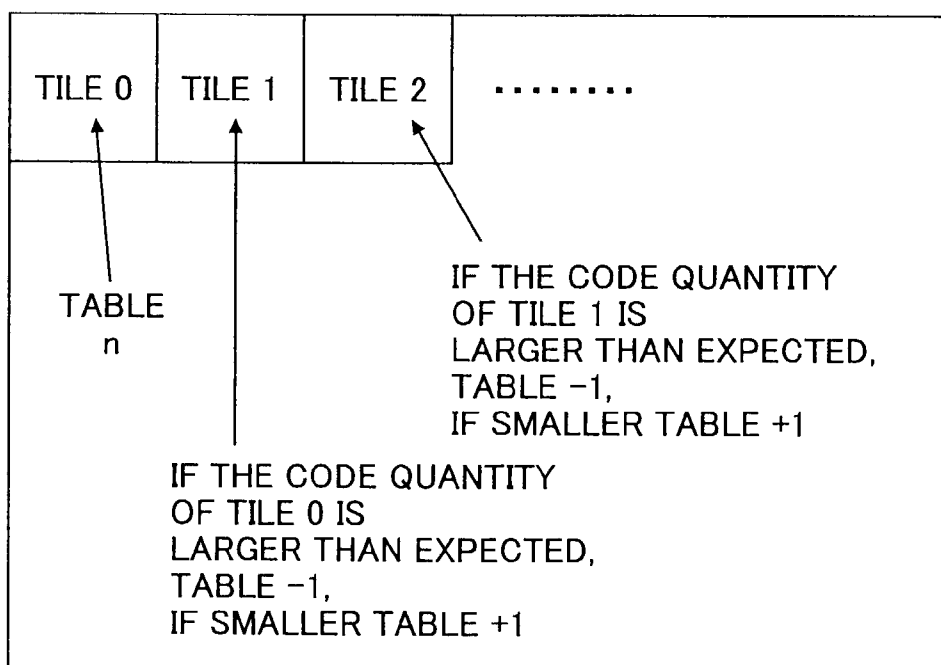 TILE 0 TILE 1 TILE 2 ........
TABLE
n
IF THE CODE QUANTITY
OF TILE 1 IS
LARGER THAN EXPECTED,
TABLE −1,
IF SMALLER TABLE +1
IF THE CODE QUANTITY
OF TILE 0 IS
LARGER THAN EXPECTED,
TABLE −1,
IF SMALLER TABLE +1